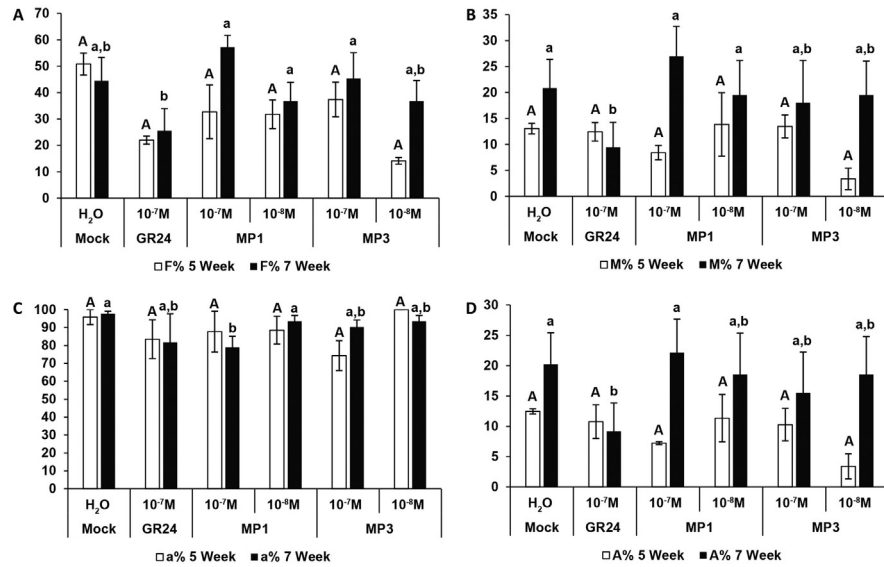 A
60
50
40
30
20
10
0
A a,b
A b
A a
A a
A a
A a,b
H₂O 10⁻⁷M 10⁻⁷M 10⁻⁸M 10⁻⁷M 10⁻⁸M
Mock GR24 MP1 MP3
F% 5 Week F% 7 Week
B
35
30
25
20
15
10
5
0
A a
A b
A a
A a
A a,b
A a,b
H₂O 10⁻⁷M 10⁻⁷M 10⁻⁸M 10⁻⁷M 10⁻⁸M
Mock GR24 MP1 MP3
M% 5 Week M% 7 Week
C
100
90
80
70
60
50
40
30
20
10
0
A a
A a,b
A b
A a
A a,b
A a,b
H₂O 10⁻⁷M 10⁻⁷M 10⁻⁸M 10⁻⁷M 10⁻⁸M
Mock GR24 MP1 MP3
a% 5 Week a% 7 Week
D
30
25
20
15
10
5
0
A a
A b
A a
A a,b
A a,b
A a,b
H₂O 10⁻⁷M 10⁻⁷M 10⁻⁸M 10⁻⁷M 10⁻⁸M
Mock GR24 MP1 MP3
A% 5 Week A% 7 Week